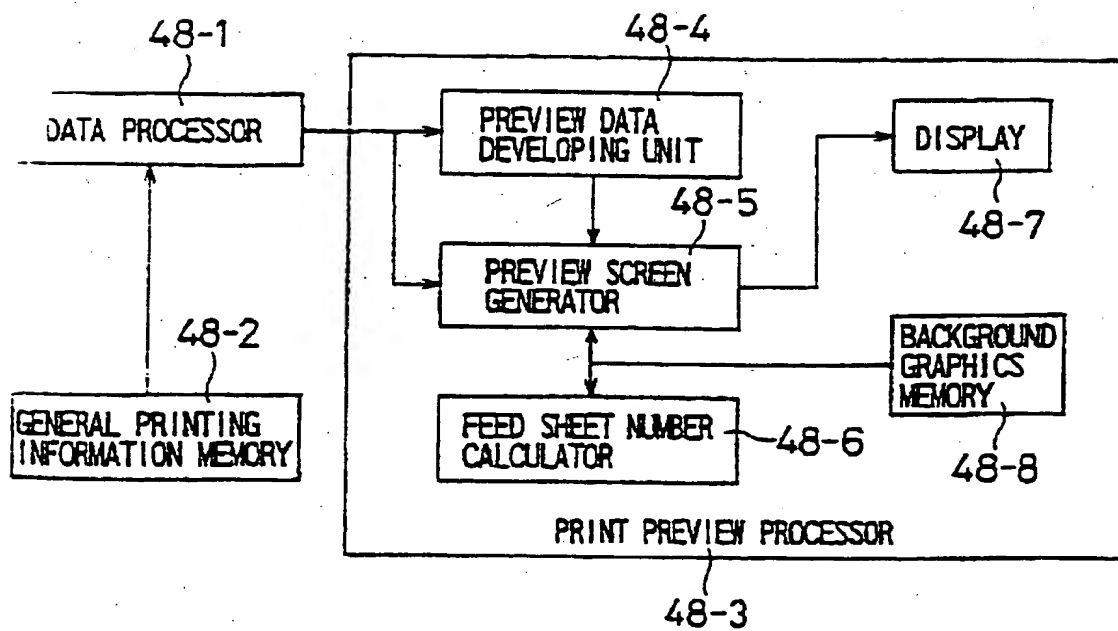 48-1
48-4
DATA PROCESSOR
PREVIEW DATA
DEVELOPING UNIT
DISPLAY
48-5
48-7
PREVIEW SCREEN
GENERATOR
48-2
BACKGROUND
GRAPHICS
MEMORY
GENERAL PRINTING
INFORMATION MEMORY
FEED SHEET NUMBER
CALCULATOR
48-6
48-8
PRINT PREVIEW PROCESSOR
48-3